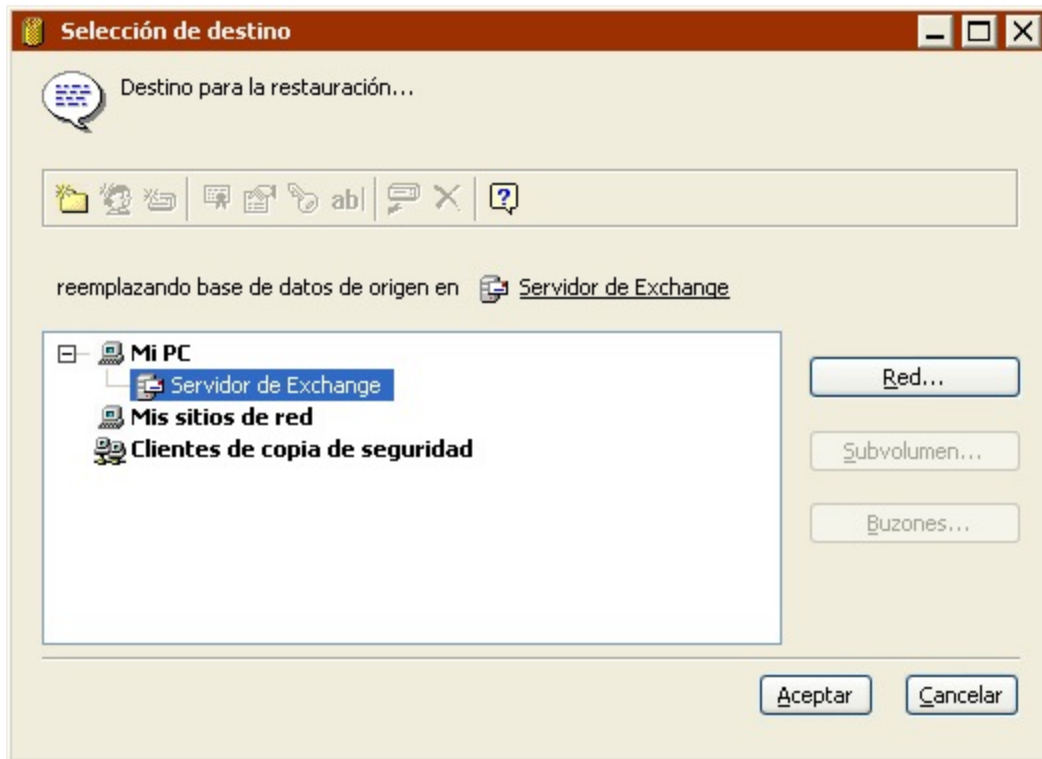 Selección de destino
Destino para la restauración...
ab|
reemplazando base de datos de origen en Servidor de Exchange
Mi PC
Servidor de Exchange
Mis sitios de red
Clientes de copia de seguridad
Red...
Subvolumen...
Buzones...
Aceptar Cancelar